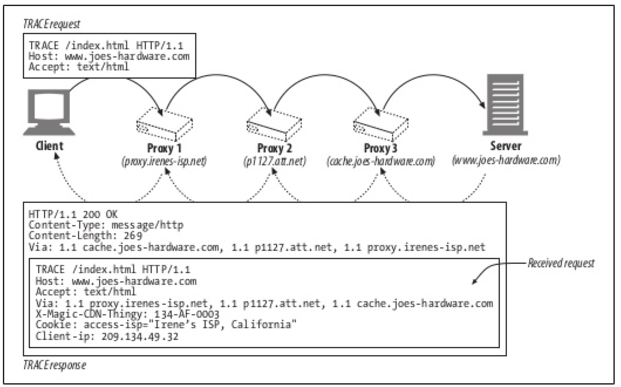 TRACE request
TRACE /index.html HTTP/1.1
Host: www.joes-hardware.com
Accept: text/html
Client
Proxy 1
(proxy.irenes-isp.net)
Proxy 2
(p1127.att.net)
Proxy 3
(cache.joes-hardware.com)
Server
(www.joes-hardware.com)
HTTP/1.1 200 OK
Content-Type: message/http
Content-Length: 269
Via: 1.1 cache.joes-hardware.com, 1.1 p1127.att.net, 1.1 proxy.irenes-isp.net
Received request
TRACE /index.html HTTP/1.1
Host: www.joes-hardware.com
Accept: text/html
Via: 1.1 proxy.irenes-isp.net, 1.1 p1127.att.net, 1.1 cache.joes-hardware.com
X-Magic-CDN-Thingy: 134-AF-0003
Cookie: access-isp="Irene's ISP, California"
Client-ip: 209.134.49.32
TRACE response